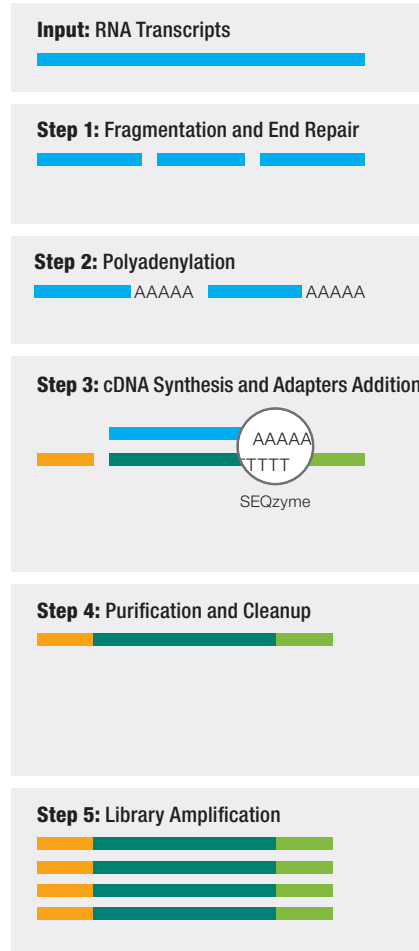 Input: RNA Transcripts
Step 1: Fragmentation and End Repair
Step 2: Polyadenylation
AAAAA AAAAA
Step 3: cDNA Synthesis and Adapters Addition
AAAAA
TTTT
SEQzyme
Step 4: Purification and Cleanup
Step 5: Library Amplification